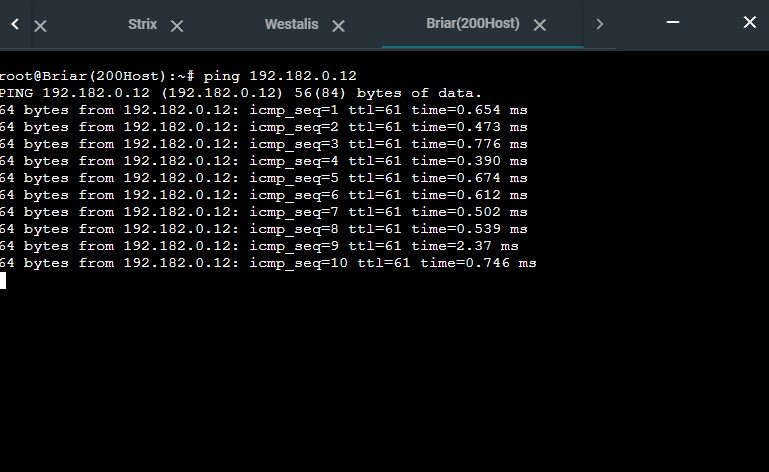 Strix
Westalis
Briar(200Host)
root@Briar(200Host):~# ping 192.182.0.12
PING 192.182.0.12 (192.182.0.12) 56(84) bytes of data.
64 bytes from 192.182.0.12: icmp_seq=1 ttl=61 time=0.654 ms
64 bytes from 192.182.0.12: icmp_seq=2 ttl=61 time=0.473 ms
64 bytes from 192.182.0.12: icmp_seq=3 ttl=61 time=0.776 ms
64 bytes from 192.182.0.12: icmp_seq=4 ttl=61 time=0.390 ms
64 bytes from 192.182.0.12: icmp_seq=5 ttl=61 time=0.674 ms
64 bytes from 192.182.0.12: icmp_seq=6 ttl=61 time=0.612 ms
64 bytes from 192.182.0.12: icmp_seq=7 ttl=61 time=0.502 ms
64 bytes from 192.182.0.12: icmp_seq=8 ttl=61 time=0.539 ms
64 bytes from 192.182.0.12: icmp_seq=9 ttl=61 time=2.37 ms
64 bytes from 192.182.0.12: icmp_seq=10 ttl=61 time=0.746 ms